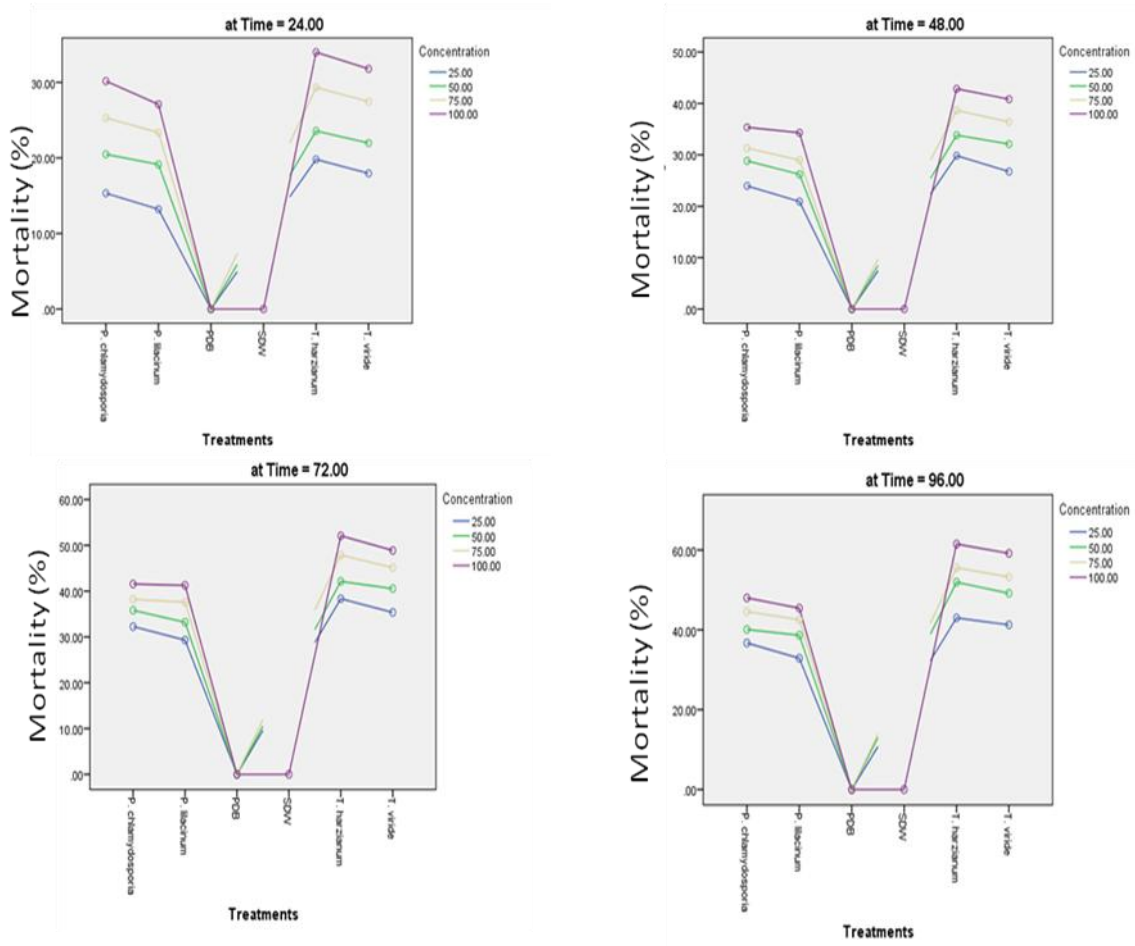 at Time = 24.00
Mortality (%)
30.00
20.00
10.00
.00
P. chlamydosporia
P. lilacinum
PDB
SDW
T. harzianum
T. viride
Treatments
Concentration
25.00
50.00
75.00
100.00
at Time = 48.00
Mortality (%)
50.00
40.00
30.00
20.00
10.00
.00
P. chlamydosporia
P. lilacinum
PDB
SDW
T. harzianum
T. viride
Treatments
Concentration
25.00
50.00
75.00
100.00
at Time = 72.00
Mortality (%)
60.00
50.00
40.00
30.00
20.00
10.00
.00
P. chlamydosporia
P. lilacinum
PDB
SDW
T. harzianum
T. viride
Treatments
Concentration
25.00
50.00
75.00
100.00
at Time = 96.00
Mortality (%)
60.00
40.00
20.00
.00
P. chlamydosporia
P. lilacinum
PDB
SDW
T. harzianum
T. viride
Treatments
Concentration
25.00
50.00
75.00
100.00